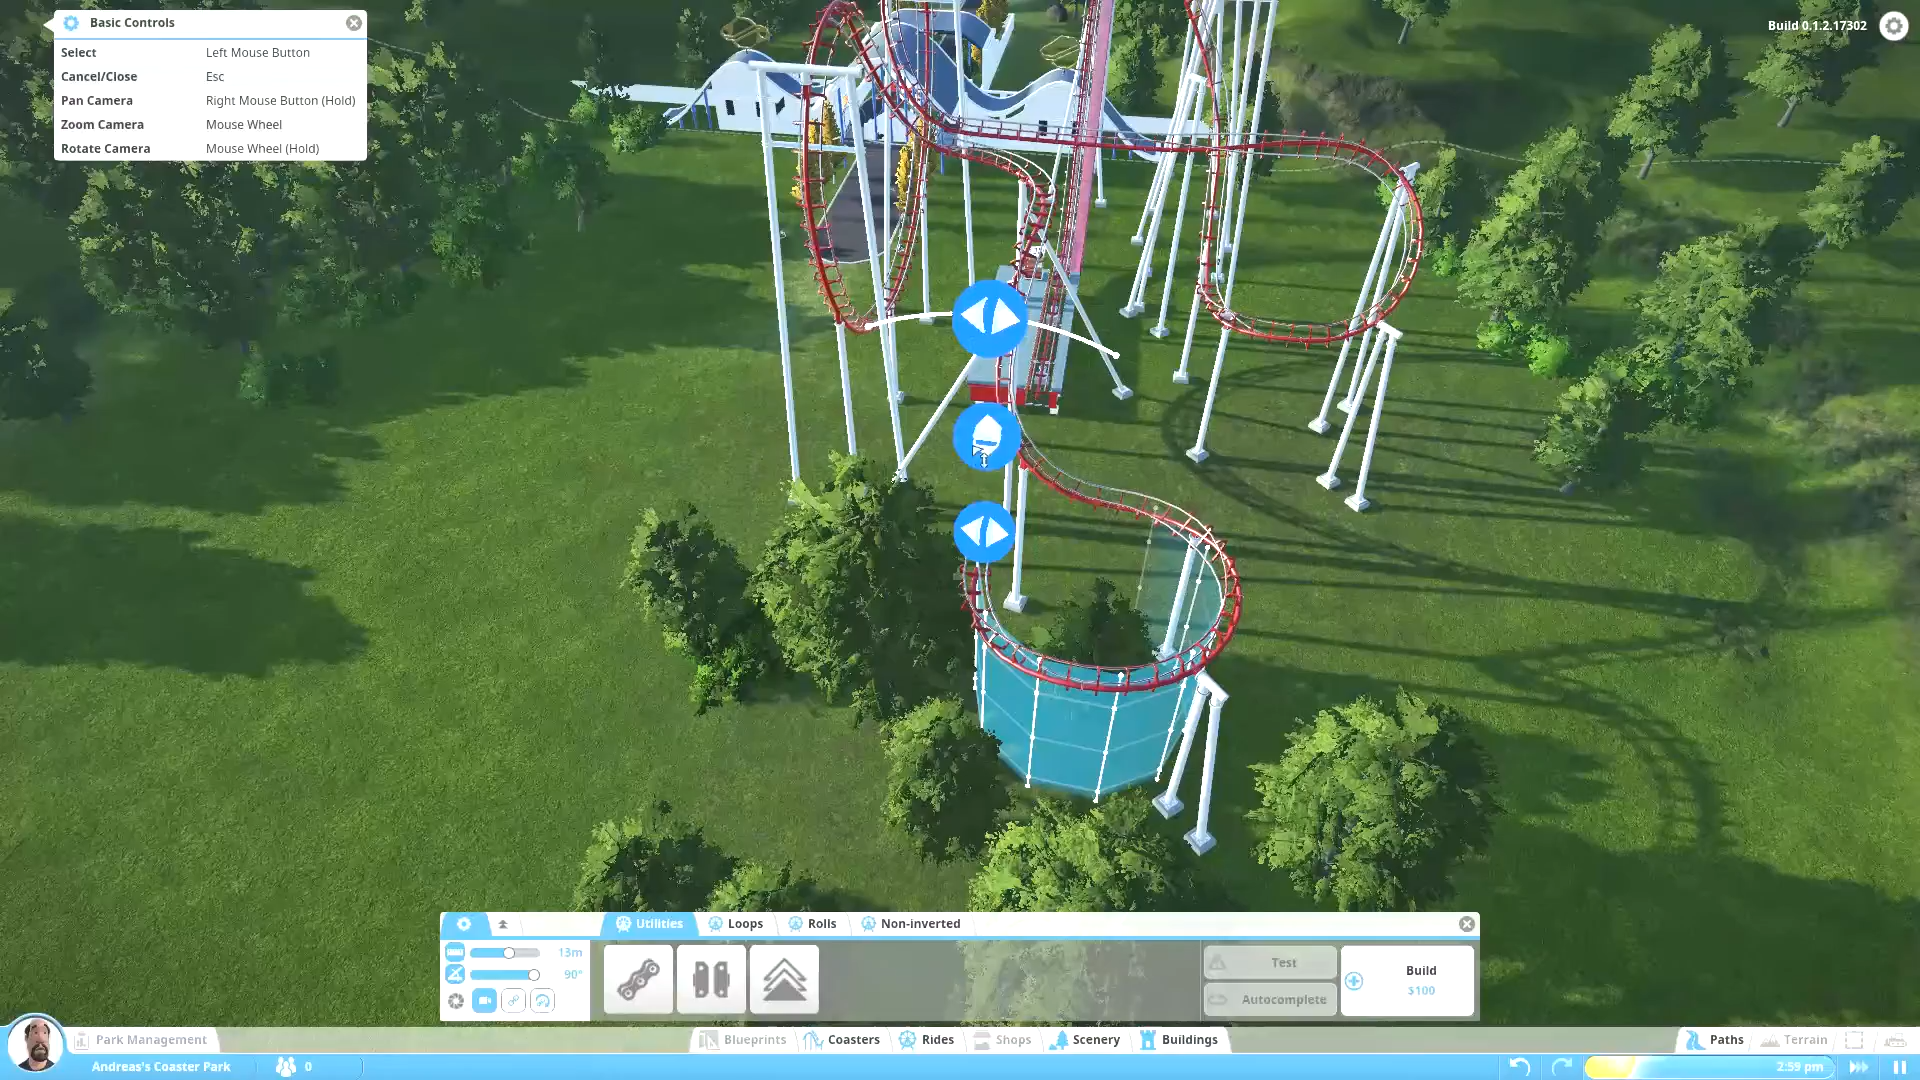 Basic Controls
Select Left Mouse Button
Cancel/Close Esc
Pan Camera Right Mouse Button (Hold)
Zoom Camera Mouse Wheel
Rotate Camera Mouse Wheel (Hold)
Build 0.1.2.17302
Utilities Loops Rolls Non-inverted
13m
90°
Test
Autocomplete
Build
$100
Park Management Blueprints Coasters Rides Shops Scenery Buildings Paths Terrain
Andreas's Coaster Park 0 2:59 pm